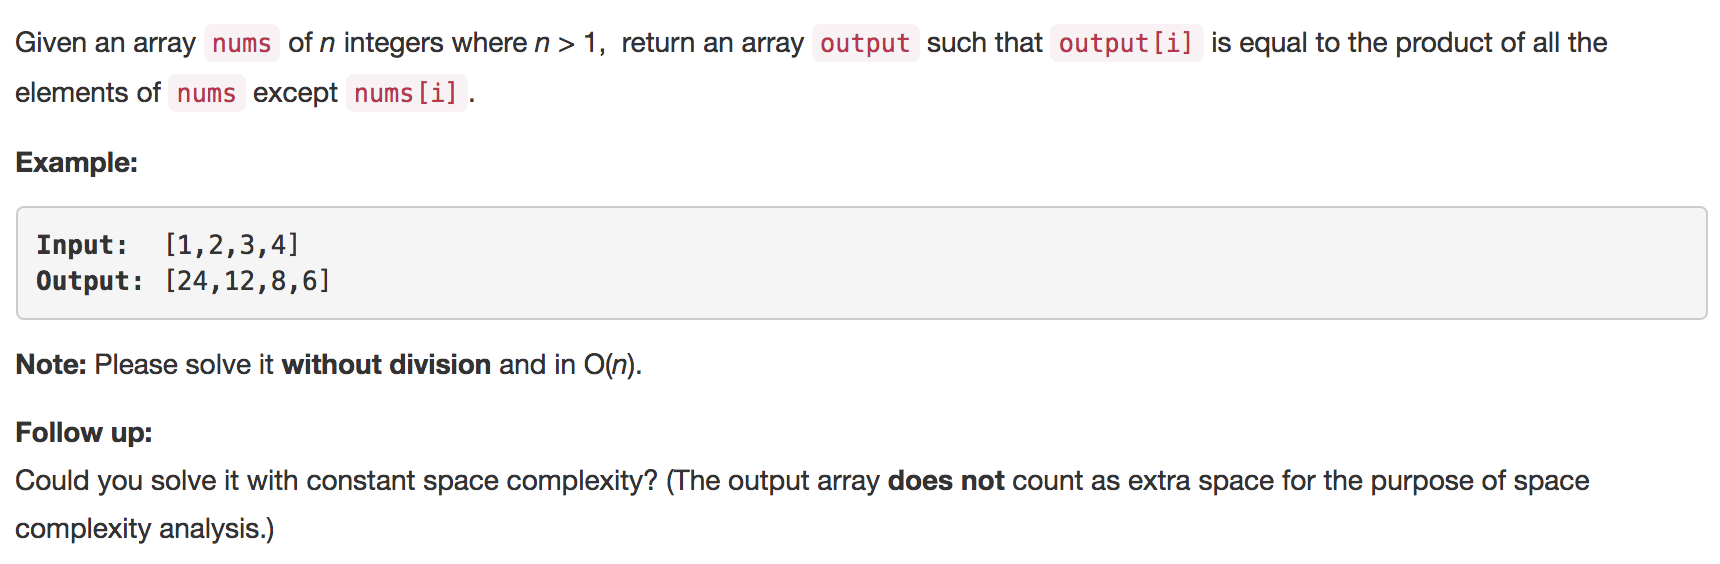 Given an array nums of n integers where n > 1, return an array output such that output[i] is equal to the product of all the
elements of nums except nums[i].
Example:
Input: [1,2,3,4]
Output: [24,12,8,6]
Note: Please solve it without division and in O(n).
Follow up:
Could you solve it with constant space complexity? (The output array does not count as extra space for the purpose of space
complexity analysis.)